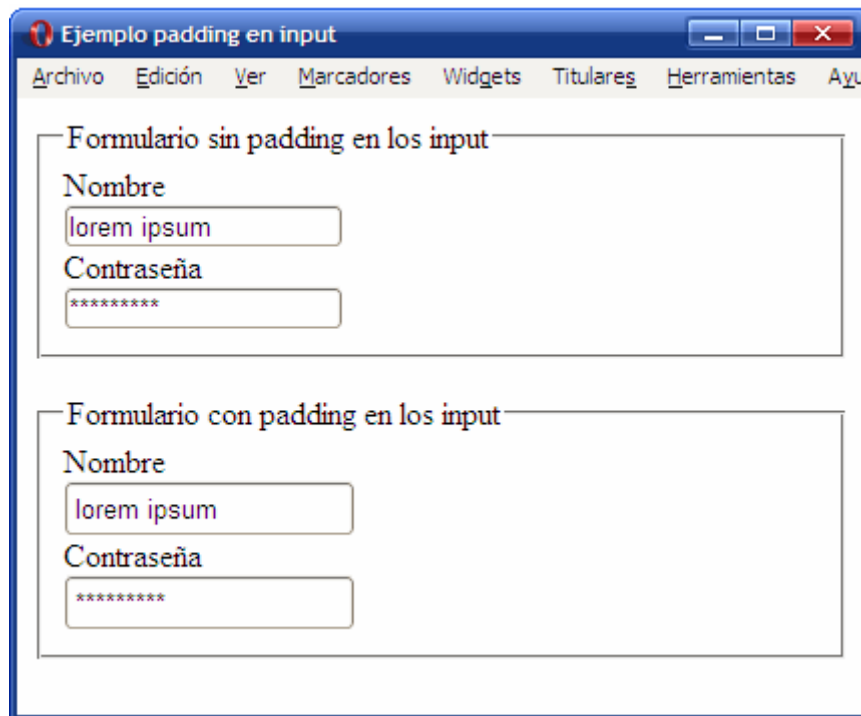 Ejemplo padding en input
Archivo Edición Ver Marcadores Widgets Titulares Herramientas Ayu
Formulario sin padding en los input
Nombre
lorem ipsum
Contraseña
*********
Formulario con padding en los input
Nombre
lorem ipsum
Contraseña
*********